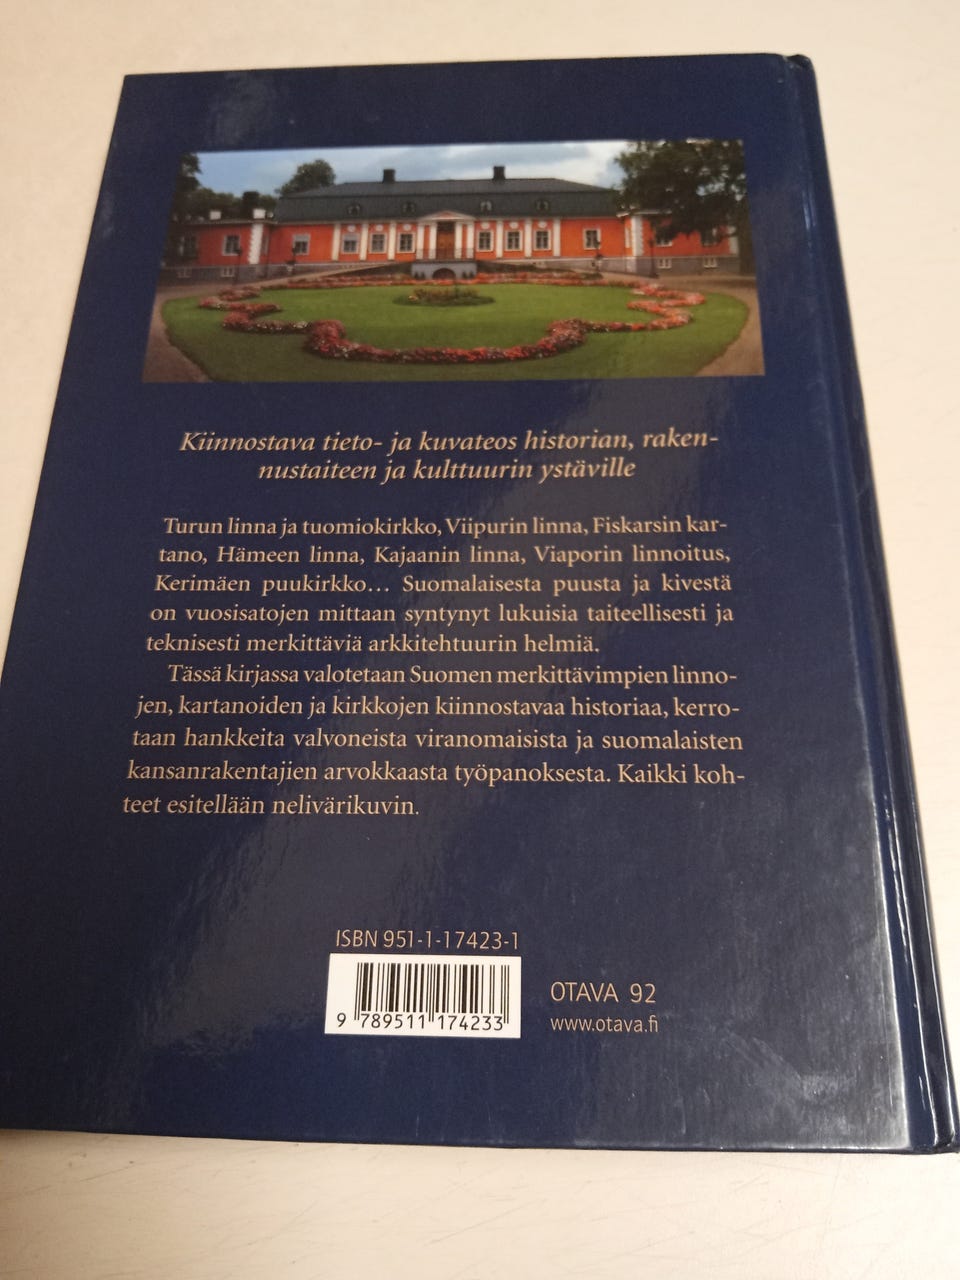 Kiinnostava tieto- ja kuvateos historian, raken-
nustaiteen ja kulttuurin ystäville
Turun linna ja tuomiokirkko, Viipurin linna, Fiskarsin kar-
tano, Hämeen linna, Kajaanin linna, Viaporin linnoitus,
Kerimäen puukirkko... Suomalaisesta puusta ja kivestä
on vuosisatojen mittaan syntynyt lukuisia taiteellisesti ja
teknisesti merkittäviä arkkitehtuurin helmiä.
Tässä kirjassa valotetaan Suomen merkittävimpien linno-
jen, kartanoiden ja kirkkojen kiinnostavaa historiaa, kerro-
taan hankkeita valvoneista viranomaisista ja suomalaisten
kansanrakentajien arvokkaasta työpanoksesta. Kaikki koh-
teet esitellään nelivärikuvin.
ISBN 951-1-17423-1
9 789511 174233
OTAVA 92
www.otava.fi